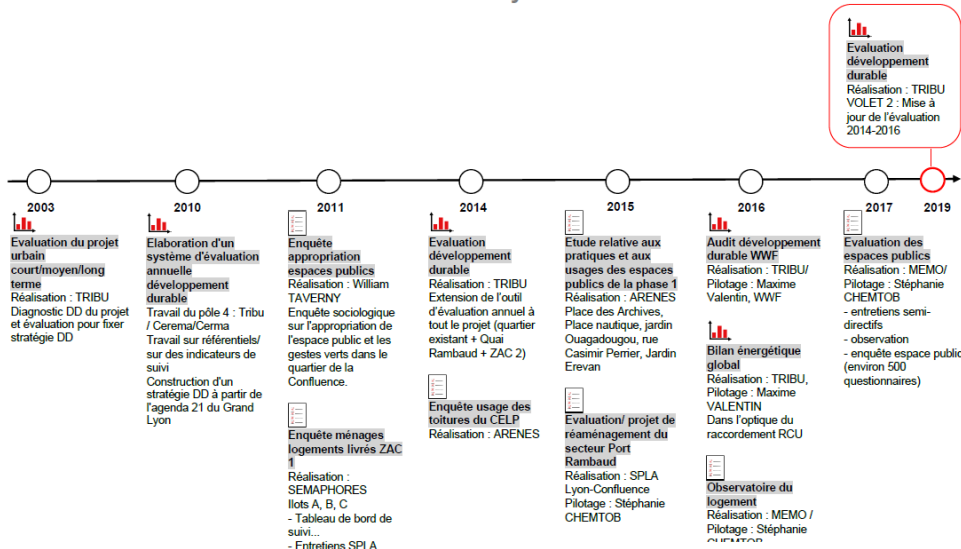 Evaluation
développement
durable
Réalisation : TRIBU
VOLET 2 : Mise à
jour de l'évaluation
2014-2016
2003
2010
2011
2014
2015
2016
2017
2019
Evaluation du projet
urbain
court/moyen/long
terme
Réalisation : TRIBU
Diagnostic DD du projet
et évaluation pour fixer
stratégie DD
Elaboration d'un
système d'évaluation
annuelle
développement
durable
Travail du pôle 4 : Tribu
/ Cerema/Cerma
Travail sur référentiels/
sur des indicateurs de
suivi
Construction d'un
stratégie DD à partir de
l'agenda 21 du Grand
Lyon
Enquête
appropriation
espaces publics
Réalisation : William
TAVERNY
Enquête sociologique
sur l'appropriation de
l'espace public et les
gestes verts dans le
quartier de la
Confluence.
Enquête ménages
logements livrés ZAC
1
Réalisation :
SEMAPHORES
Ilots A, B, C
- Tableau de bord de
suivi...
- Entretiens SPLA
Evaluation
développement
durable
Réalisation : TRIBU
Extension de l'outil
d'évaluation annuel à
tout le projet (quartier
existant + Quai
Rambaud + ZAC 2)
Enquête usage des
toitures du CELP
Réalisation : ARENES
Etude relative aux
pratiques et aux
usages des espaces
publics de la phase 1
Réalisation : ARENES
Place des Archives,
Place nautique, jardin
Ouagadougou, rue
Casimir Perrier, Jardin
Erevan
Evaluation/ projet de
réaménagement du
secteur Port
Rambaud
Réalisation : SPLA
Lyon-Confluence
Pilotage : Stéphanie
CHEMTOB
Audit développement
durable WWF
Réalisation : TRIBU/
Pilotage : Maxime
Valentin, WWF
Bilan énergétique
global
Réalisation : TRIBU,
Pilotage : Maxime
VALENTIN
Dans l'optique du
raccordement RCU
Observatoire du
logement
Réalisation : MEMO /
Pilotage : Stéphanie
CHEMTOB
Evaluation des
espaces publics
Réalisation : MEMO/
Pilotage : Stéphanie
CHEMTOB
- entretiens semi-
directifs
- observation
- enquête espace public
(environ 500
questionnaires)